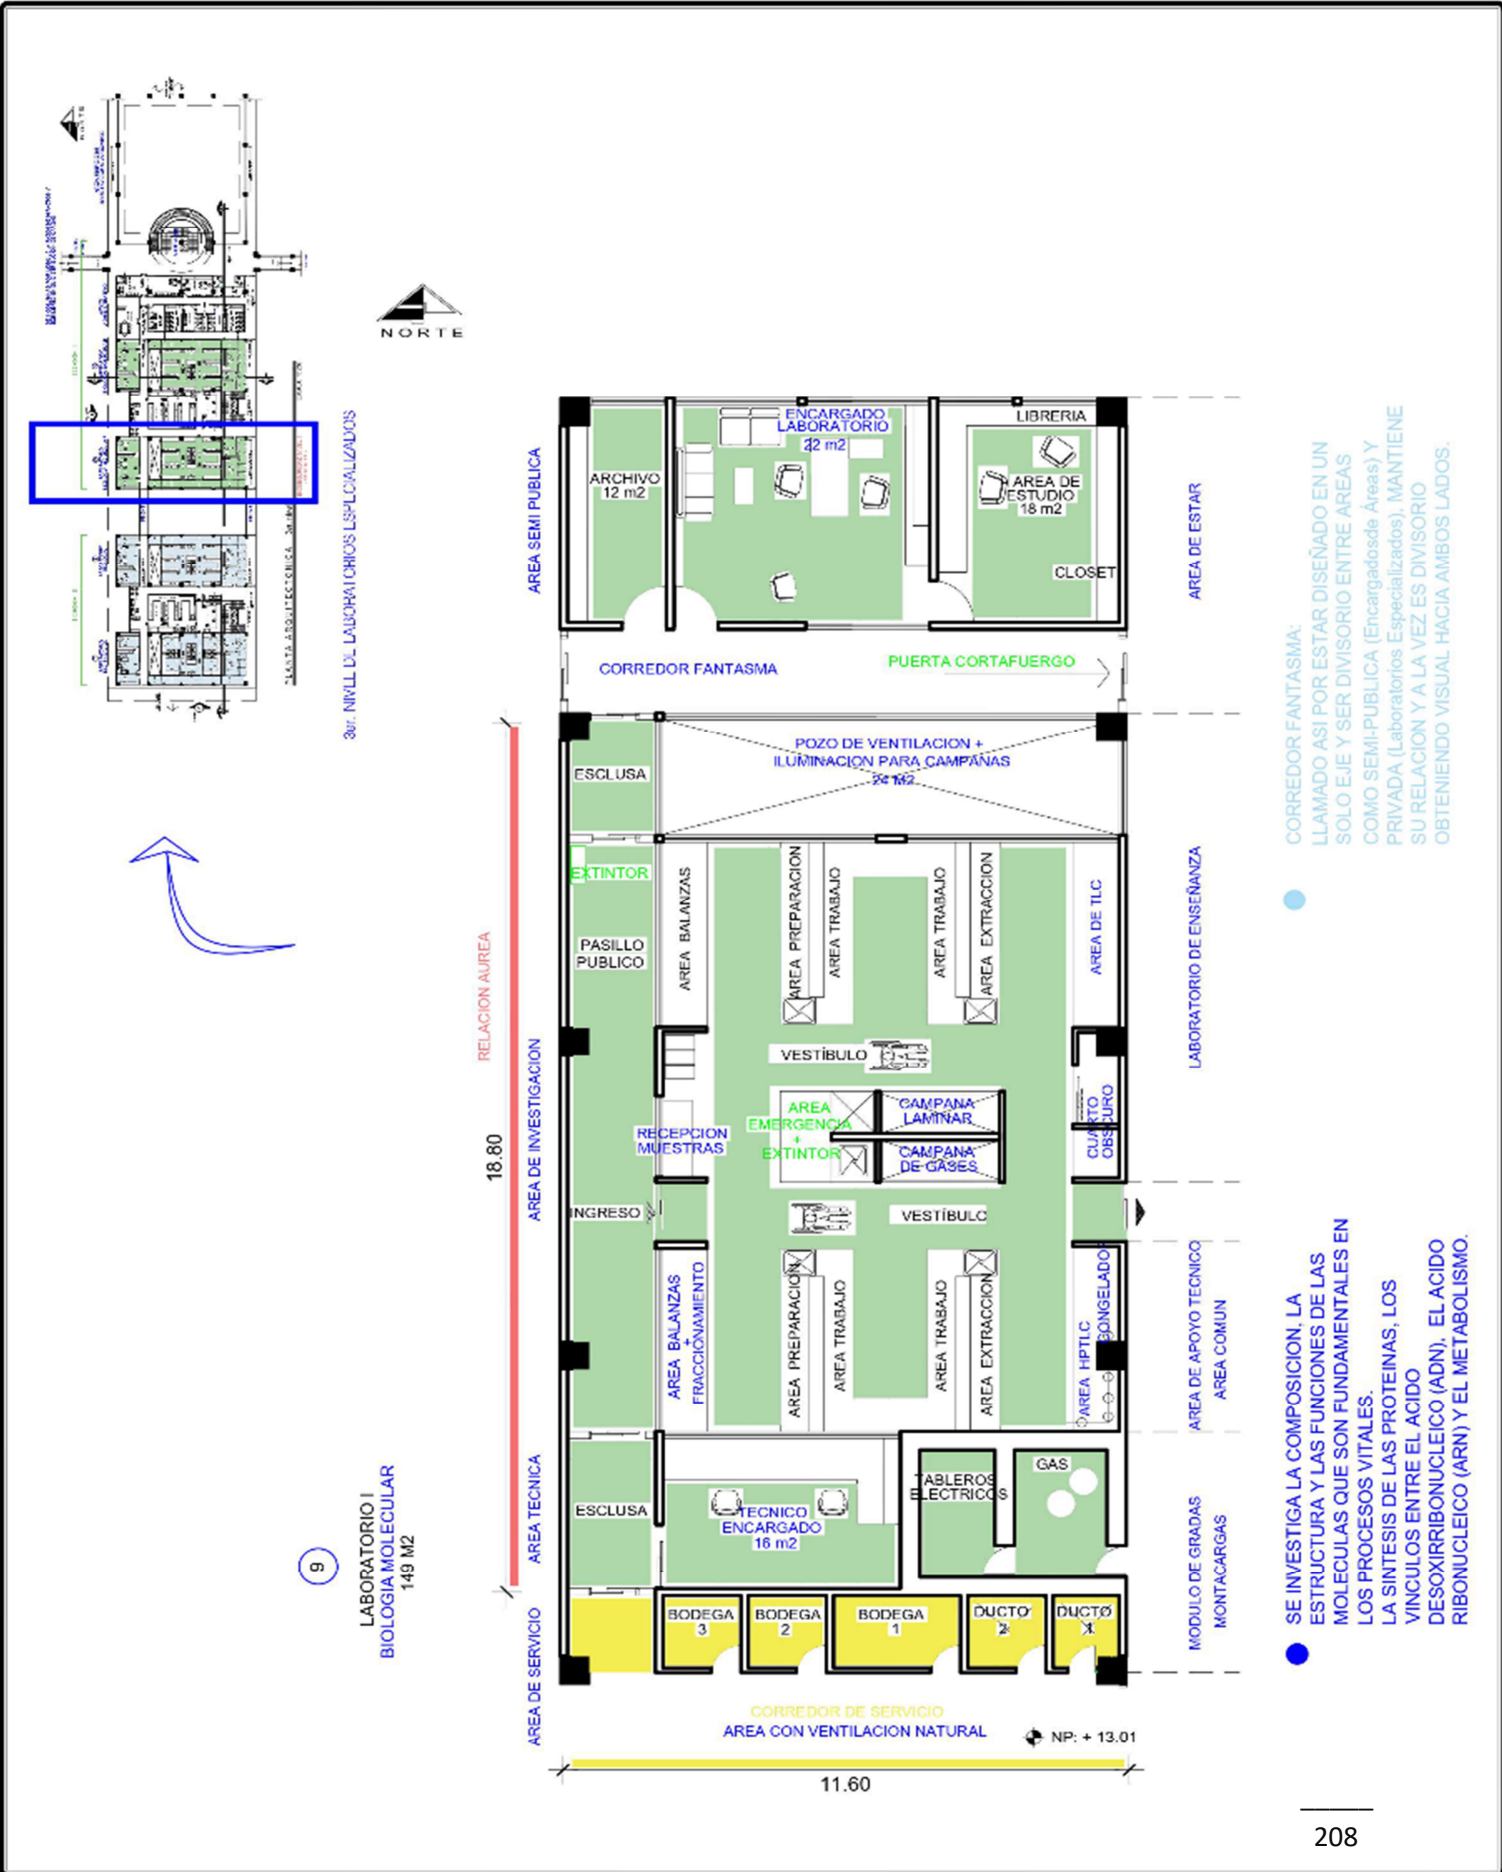 NORTE
3er. NIVEL DE LABORATORIOS ESPECIALIZADOS
PLANTA ARQUITECTONICA
AREA SEMI PUBLICA
ARCHIVO
12 m2
ENCARGADO
LABORATORIO
22 m2
LIBRERIA
AREA DE
ESTUDIO
18 m2
CLOSET
AREA DE ESTAR
CORREDOR FANTASMA
PUERTA CORTAFUERGO
ESCLUSA
POZO DE VENTILACION +
ILUMINACION PARA CAMPANAS
24 M2
EXTINTOR
PASILLO
PUBLICO
AREA BALANZAS
AREA PREPARACION
AREA TRABAJO
AREA TRABAJO
AREA EXTRACCION
AREA DE TLC
LABORATORIO DE ENSEÑANZA
RELACION AUREA
18.80
AREA DE INVESTIGACION
VESTÍBULO
RECEPCION
MUESTRAS
AREA
EMERGENCIA
+
EXTINTOR
CAMPANA
LAMINAR
CAMPANA
DE GASES
CUARTO
OBSCURO
INGRESO
VESTÍBULO
AREA BALANZAS
+
FRACCIONAMIENTO
AREA PREPARACION
AREA TRABAJO
AREA TRABAJO
AREA EXTRACCION
AREA HPTLC
CONGELADO
AREA DE APOYO TECNICO
AREA COMUN
AREA TECNICA
ESCLUSA
TECNICO
ENCARGADO
16 m2
TABLEROS
ELECTRICOS
GAS
MODULO DE GRADAS
MONTACARGAS
AREA DE SERVICIO
BODEGA
3
BODEGA
2
BODEGA
1
DUCTO
2
DUCTO
1
CORREDOR DE SERVICIO
AREA CON VENTILACION NATURAL
NP: + 13.01
11.60
9
LABORATORIO I
BIOLOGIA MOLECULAR
149 M2
CORREDOR FANTASMA:
LLAMADO ASI POR ESTAR DISEÑADO EN UN
SOLO EJE Y SER DIVISORIO ENTRE AREAS
COMO SEMI-PUBLICA (Encargadosde Áreas) Y
PRIVADA (Laboratorios Especializados), MANTIENE
SU RELACION Y A LA VEZ ES DIVISORIO
OBTENIENDO VISUAL HACIA AMBOS LADOS.
SE INVESTIGA LA COMPOSICION, LA
ESTRUCTURA Y LAS FUNCIONES DE LAS
MOLECULAS QUE SON FUNDAMENTALES EN
LOS PROCESOS VITALES.
LA SINTESIS DE LAS PROTEINAS, LOS
VINCULOS ENTRE EL ACIDO
DESOXIRRIBONUCLEICO (ADN), EL ACIDO
RIBONUCLEICO (ARN) Y EL METABOLISMO.
208